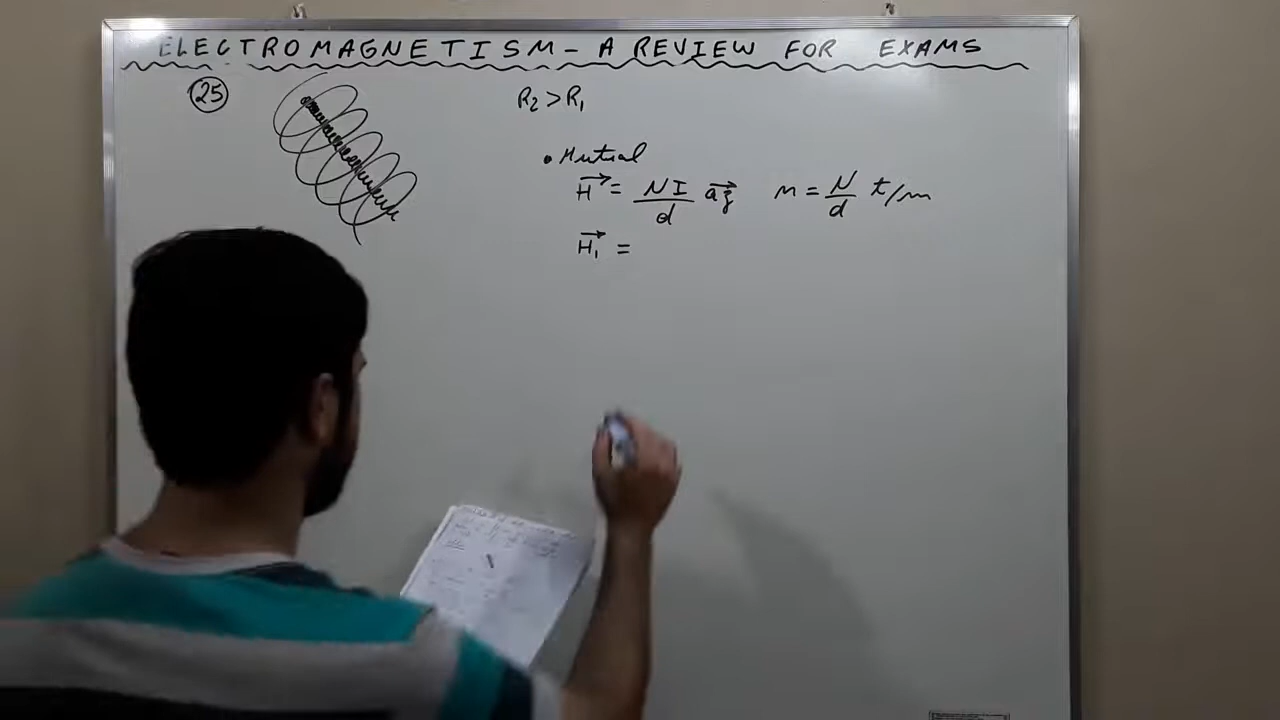 ELECTROMAGNETISM - A REVIEW FOR EXAMS
25
R₂ > R₁
• Mutual
H⃗ = NI/d a⃗z n = N/d t/m
H⃗₁ =